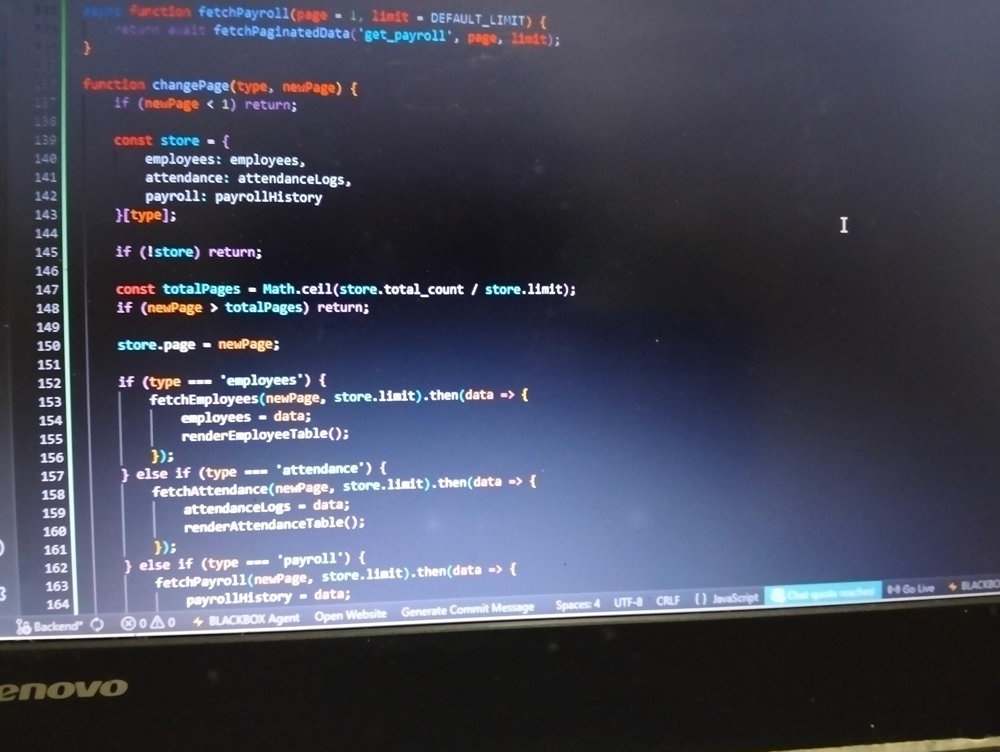 async function fetchPayroll(page = 1, limit = DEFAULT_LIMIT) {
return await fetchPaginatedData('get_payroll', page, limit);
}
function changePage(type, newPage) {
137 if (newPage < 1) return;
138
139 const store = {
140 employees: employees,
141 attendance: attendanceLogs,
142 payroll: payrollHistory
143 }[type];
144
145 if (!store) return;
146
147 const totalPages = Math.ceil(store.total_count / store.limit);
148 if (newPage > totalPages) return;
149
150 store.page = newPage;
151
152 if (type === 'employees') {
153 fetchEmployees(newPage, store.limit).then(data => {
154 employees = data;
155 renderEmployeeTable();
156 });
157 } else if (type === 'attendance') {
158 fetchAttendance(newPage, store.limit).then(data => {
159 attendanceLogs = data;
160 renderAttendanceTable();
161 });
162 } else if (type === 'payroll') {
163 fetchPayroll(newPage, store.limit).then(data => {
164 payrollHistory = data;
Backend* 0 0 BLACKBOX Agent Open Website Generate Commit Message Spaces: 4 UTF-8 CRLF { } JavaScript Chat quota reached Go Live BLACKBO
enovo